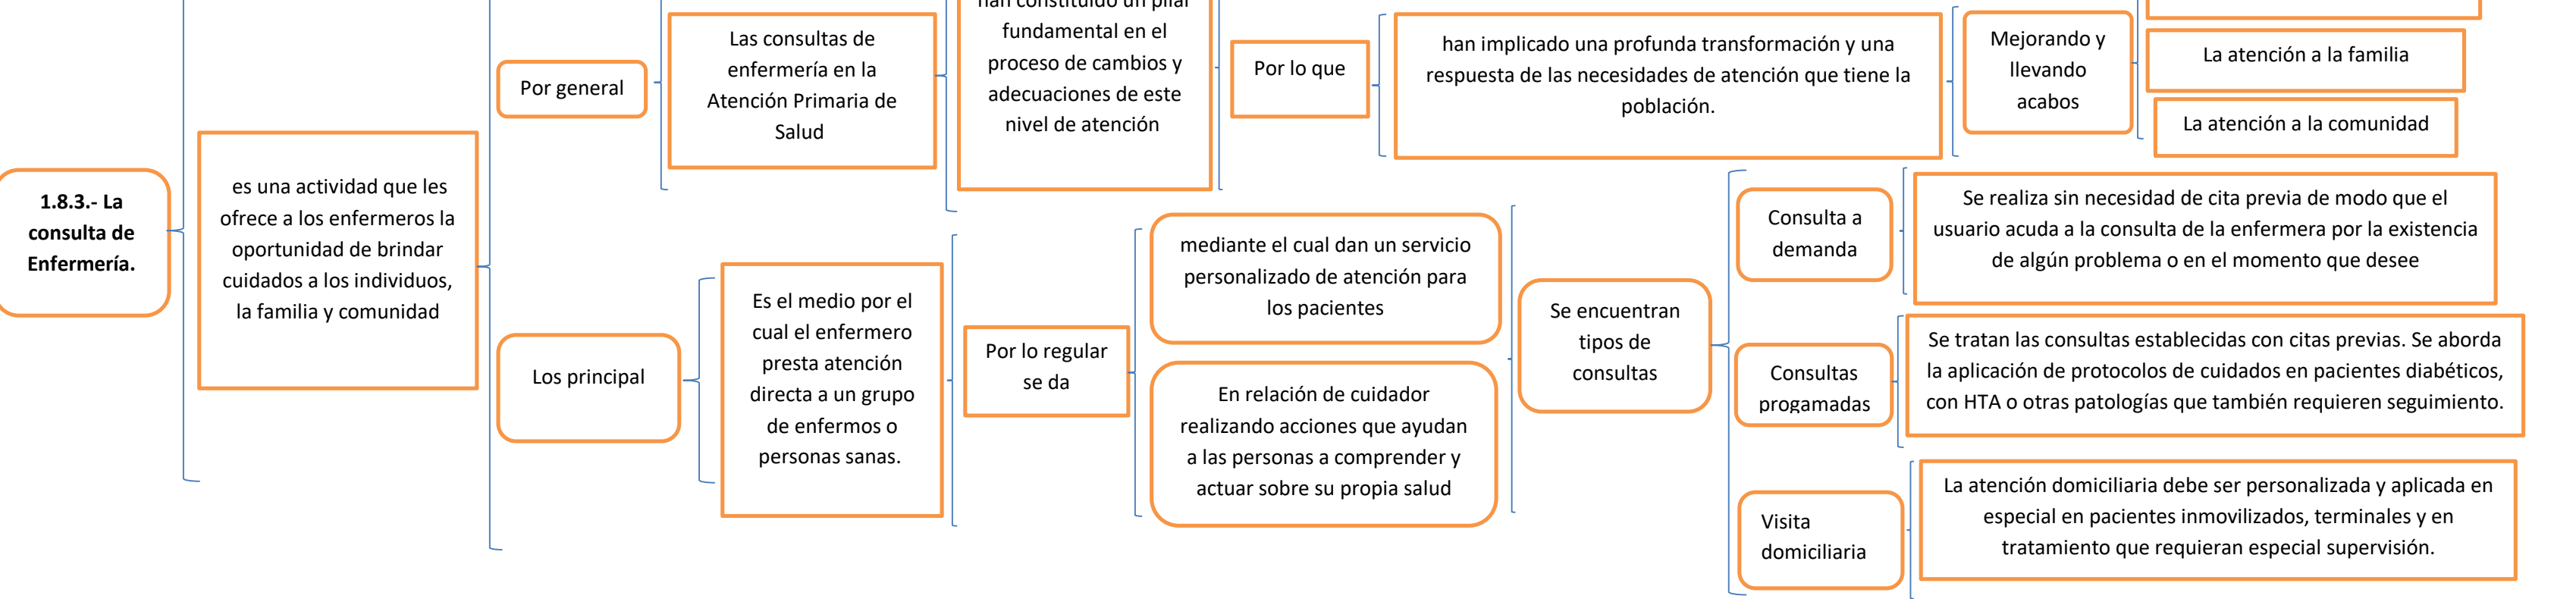 1.8.3.- La
consulta de
Enfermería.
es una actividad que les
ofrece a los enfermeros la
oportunidad de brindar
cuidados a los individuos,
la familia y comunidad
Por general
Las consultas de
enfermería en la
Atención Primaria de
Salud
han constituido un pilar
fundamental en el
proceso de cambios y
adecuaciones de este
nivel de atención
Por lo que
han implicado una profunda transformación y una
respuesta de las necesidades de atención que tiene la
población.
Mejorando y
llevando
acabos
La atención a la familia
La atención a la comunidad
Los principal
Es el medio por el
cual el enfermero
presta atención
directa a un grupo
de enfermos o
personas sanas.
Por lo regular
se da
mediante el cual dan un servicio
personalizado de atención para
los pacientes
En relación de cuidador
realizando acciones que ayudan
a las personas a comprender y
actuar sobre su propia salud
Se encuentran
tipos de
consultas
Consulta a
demanda
Se realiza sin necesidad de cita previa de modo que el
usuario acuda a la consulta de la enfermera por la existencia
de algún problema o en el momento que desee
Consultas
progamadas
Se tratan las consultas establecidas con citas previas. Se aborda
la aplicación de protocolos de cuidados en pacientes diabéticos,
con HTA o otras patologías que también requieren seguimiento.
Visita
domiciliaria
La atención domiciliaria debe ser personalizada y aplicada en
especial en pacientes inmovilizados, terminales y en
tratamiento que requieran especial supervisión.